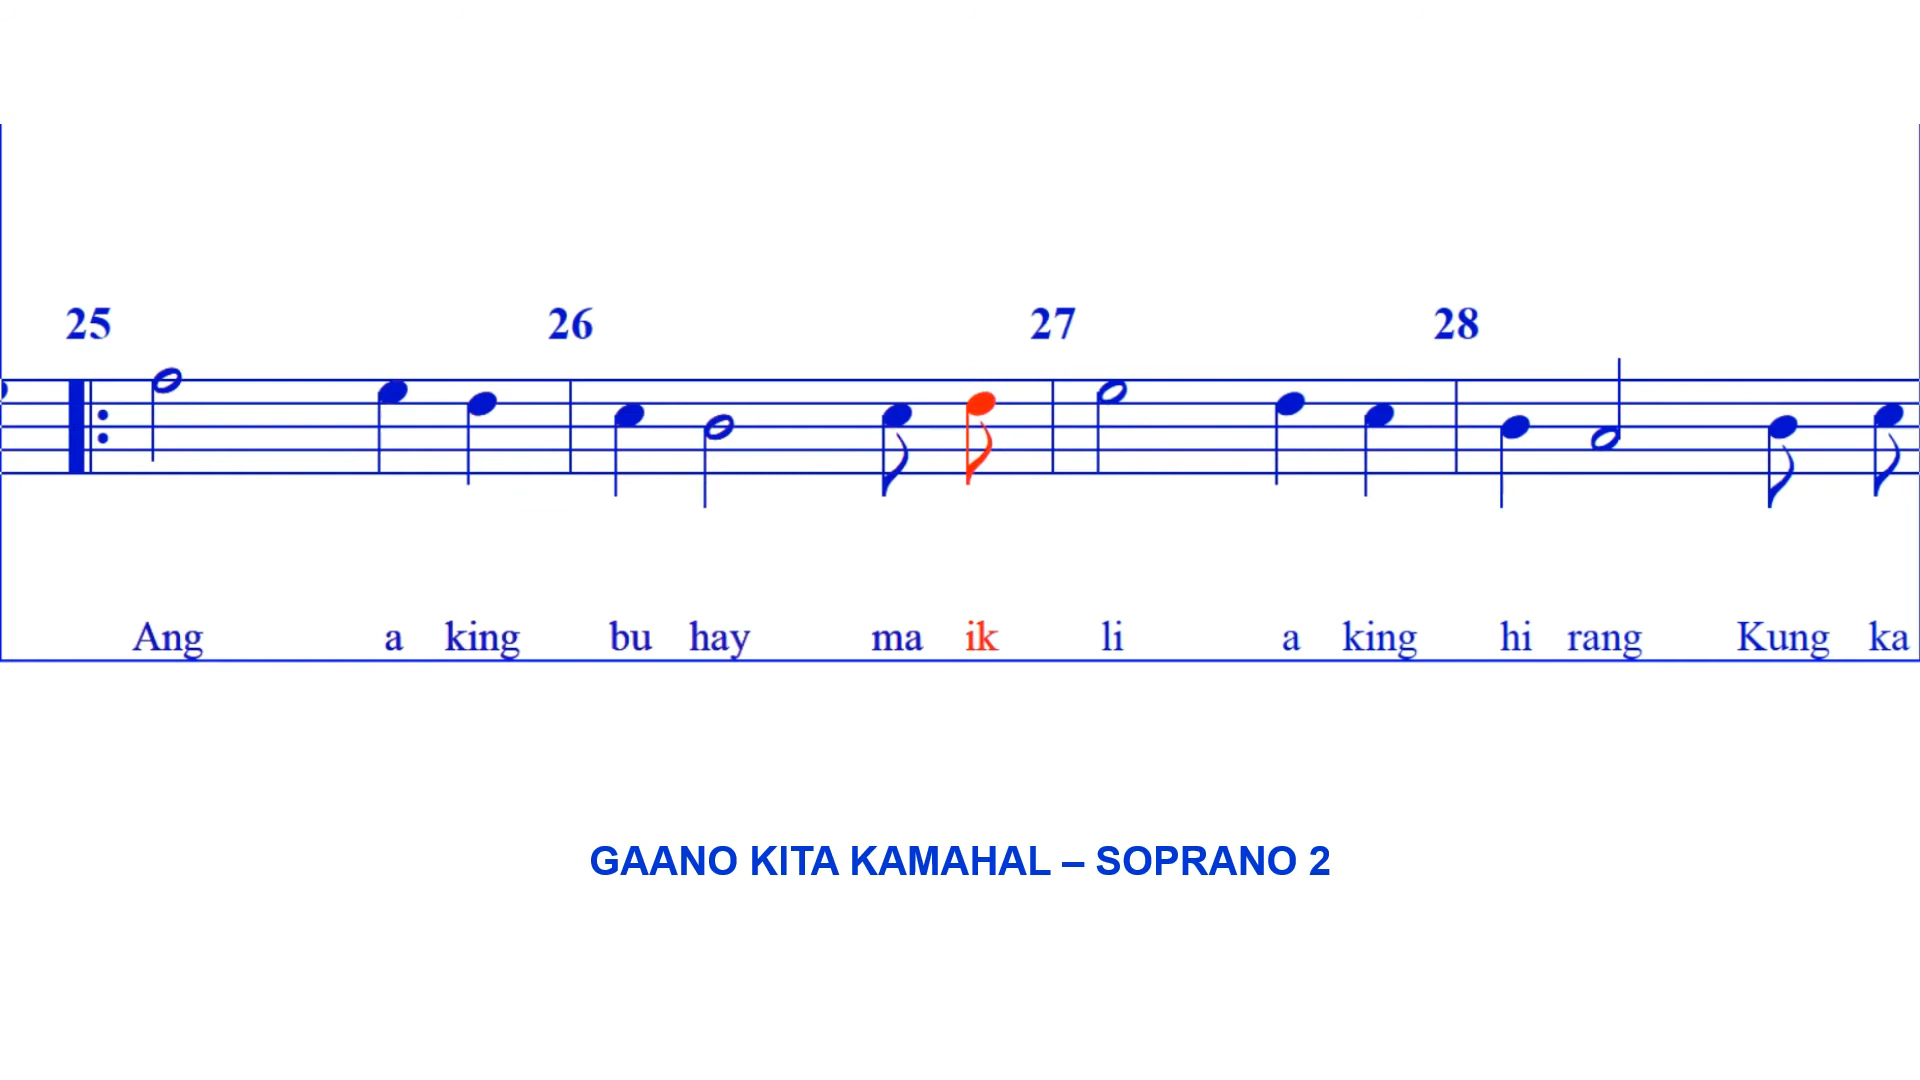 25 26 27 28
Ang a king bu hay ma ik li a king hi rang Kung ka
GAANO KITA KAMAHAL – SOPRANO 2